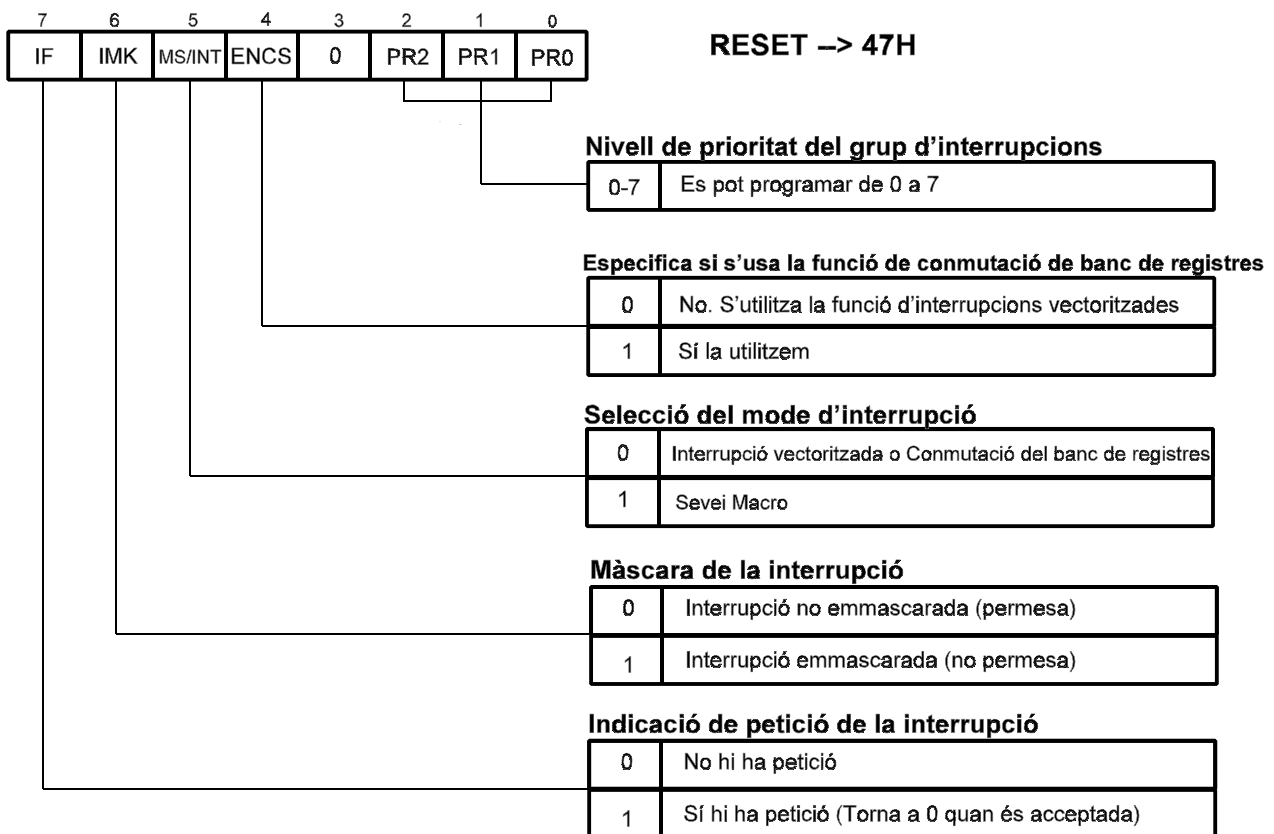 7 6 5 4 3 2 1 0
IF IMK MS/INT ENCS 0 PR2 PR1 PR0
RESET --> 47H
Nivell de prioritat del grup d'interrupcions
0-7 Es pot programar de 0 a 7
Especifica si s'usa la funció de conmutació de banc de registres
0 No. S'utilitza la funció d'interrupcions vectoritzades
1 Sí la utilitzem
Selecció del mode d'interrupció
0 Interrupció vectoritzada o Conmutació del banc de registres
1 Sevei Macro
Màscara de la interrupció
0 Interrupció no emmascarada (permesa)
1 Interrupció emmascarada (no permesa)
Indicació de petició de la interrupció
0 No hi ha petició
1 Sí hi ha petició (Torna a 0 quan és acceptada)